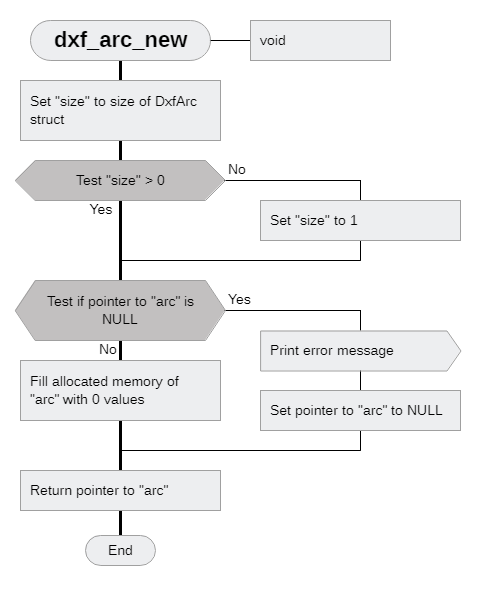 dxf_arc_new
void
Set "size" to size of DxfArc
struct
Test "size" > 0
No
Yes
Set "size" to 1
Test if pointer to "arc" is
NULL
Yes
No
Print error message
Fill allocated memory of
"arc" with 0 values
Set pointer to "arc" to NULL
Return pointer to "arc"
End